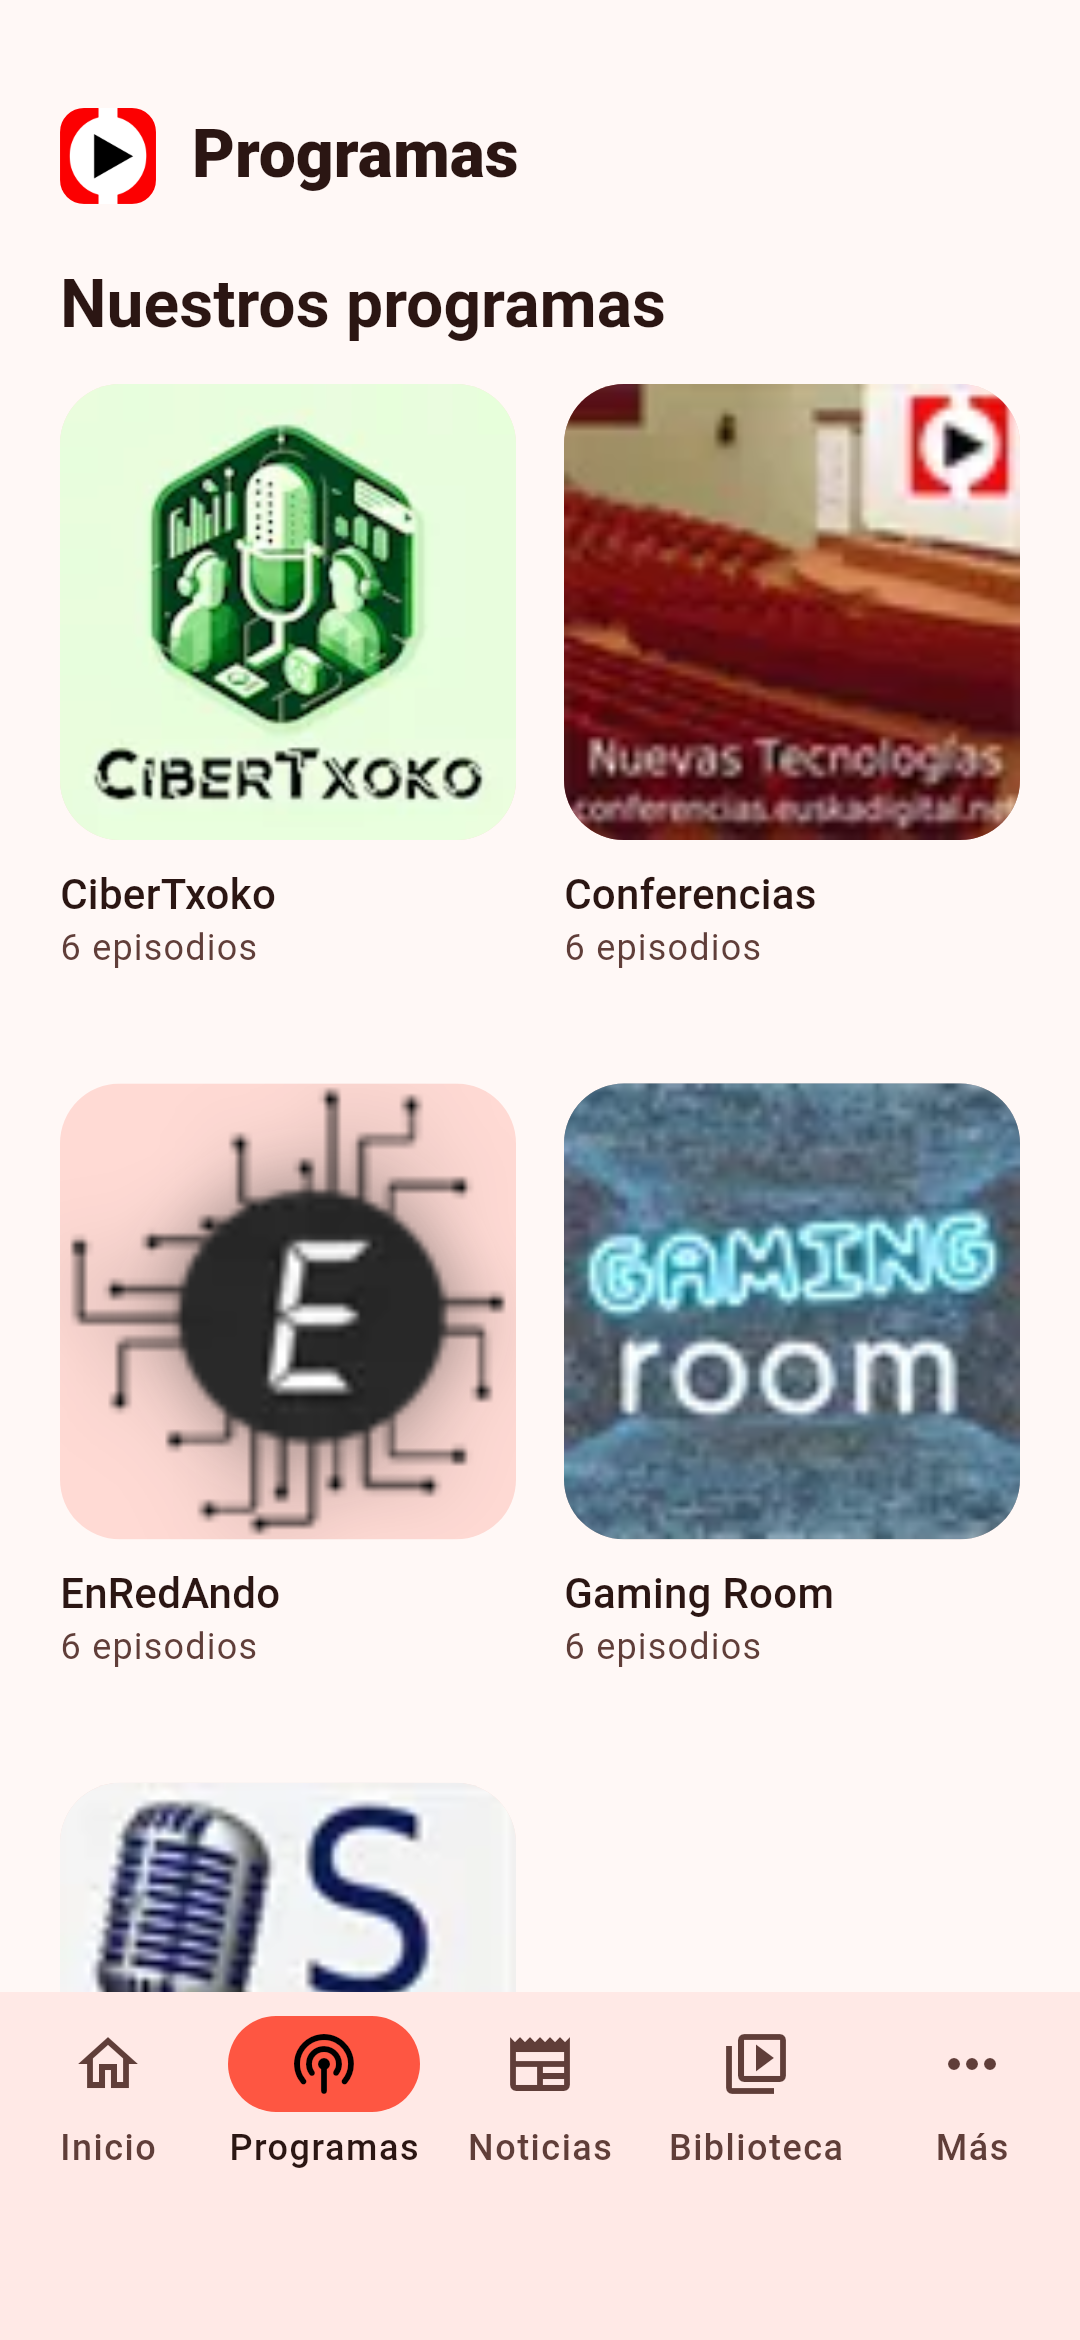 Programas
Nuestros programas
CiberTxoko
Nuevas Tecnologías
conferencias.euskadigital.net
CiberTxoko
6 episodios
Conferencias
6 episodios
E
GAMING
room
EnRedAndo
6 episodios
Gaming Room
6 episodios
S
Inicio
Programas
Noticias
Biblioteca
Más